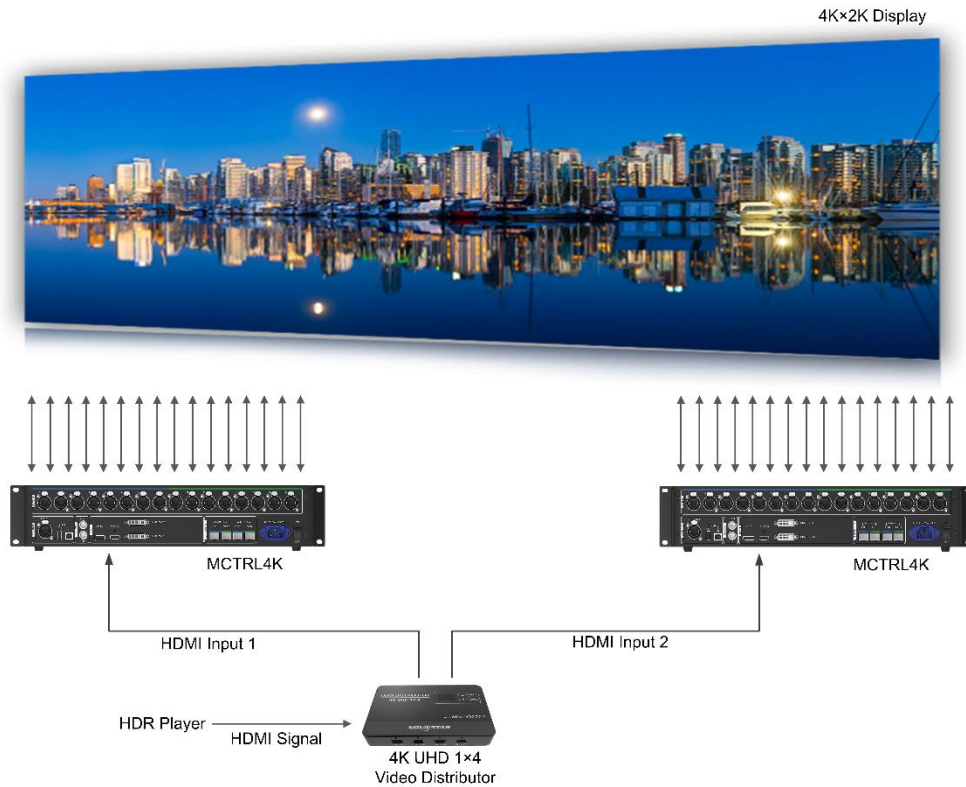 4K×2K Display
MCTRL4K
MCTRL4K
HDMI Input 1
HDMI Input 2
HDR Player
HDMI Signal
NOVASTAR
4K UHD 1×4
Video Distributor